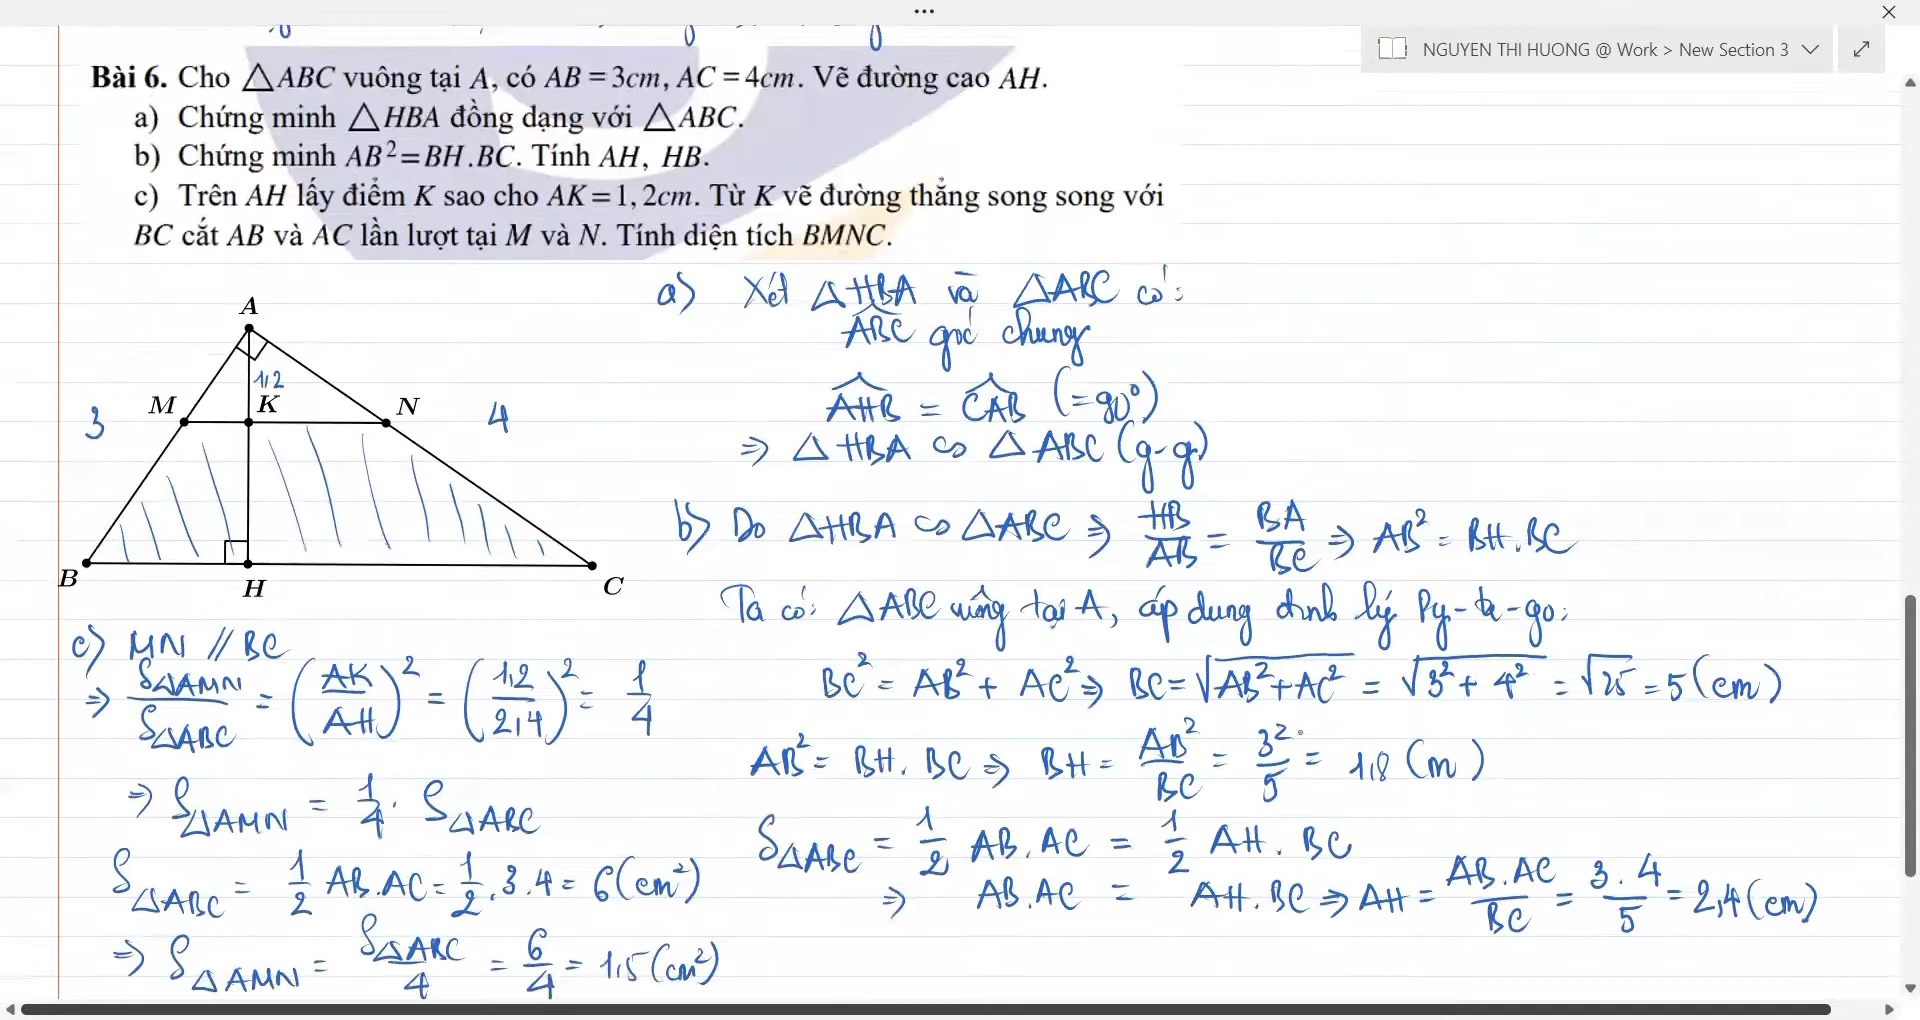 ...
NGUYEN THI HUONG @ Work > New Section 3
Bài 6. Cho △ABC vuông tại A, có AB = 3cm, AC = 4cm. Vẽ đường cao AH.
a) Chứng minh △HBA đồng dạng với △ABC.
b) Chứng minh AB²=BH.BC. Tính AH, HB.
c) Trên AH lấy điểm K sao cho AK=1,2cm. Từ K vẽ đường thẳng song song với
BC cắt AB và AC lần lượt tại M và N. Tính diện tích BMNC.
A
1,2
M K N
3 4
B H C
a) Xét △HBA và △ABC có:
ABC góc chung
AHB = CAB (=90°)
⇒ △HBA ∽ △ABC (g-g)
b) Do △HBA ∽ △ABC ⇒ HB/AB = BA/BC ⇒ AB² = BH.BC
Ta có: △ABC vuông tại A, áp dụng định lý Py-ta-go:
BC² = AB² + AC² ⇒ BC = √(AB²+AC²) = √(3²+4²) = √25 = 5 (cm)
AB² = BH.BC ⇒ BH = AB²/BC = 3²/5 = 1,8 (m)
S△ABC = 1/2 AB.AC = 1/2 AH.BC
⇒ AB.AC = AH.BC ⇒ AH = AB.AC/BC = 3.4/5 = 2,4 (cm)
c) MN // BC
⇒ S△AMN/S△ABC = (AK/AH)² = (1,2/2,4)² = 1/4
⇒ S△AMN = 1/4 . S△ABC
S△ABC = 1/2 AB.AC = 1/2.3.4 = 6 (cm²)
⇒ S△AMN = S△ABC/4 = 6/4 = 1,5 (cm²)